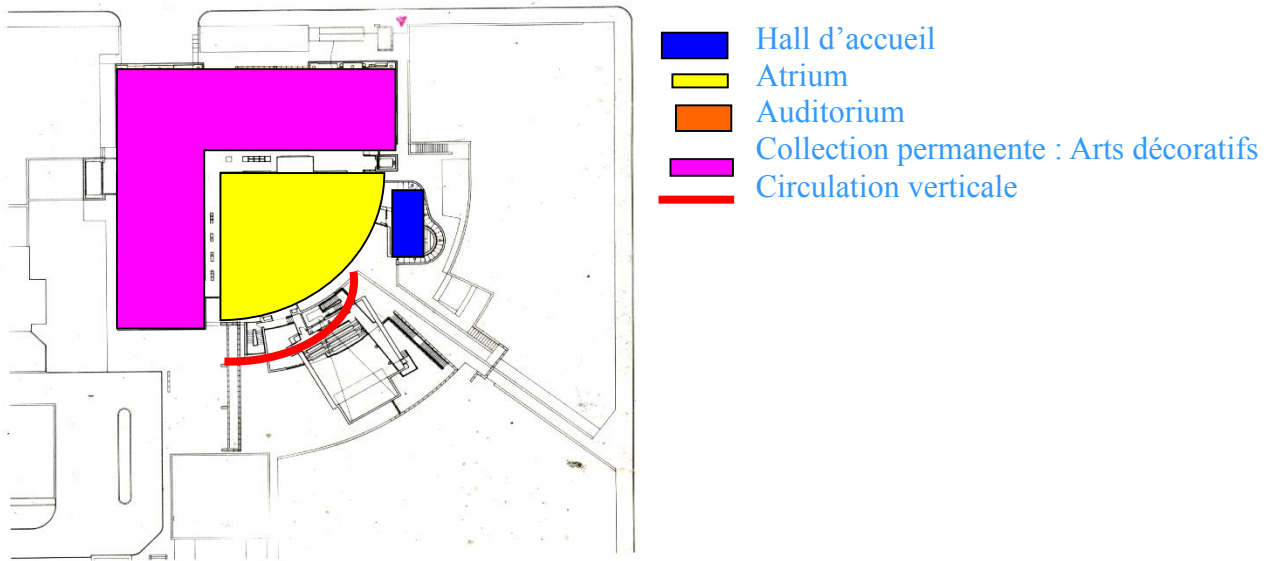 Hall d’accueil
Atrium
Auditorium
Collection permanente : Arts décoratifs
Circulation verticale